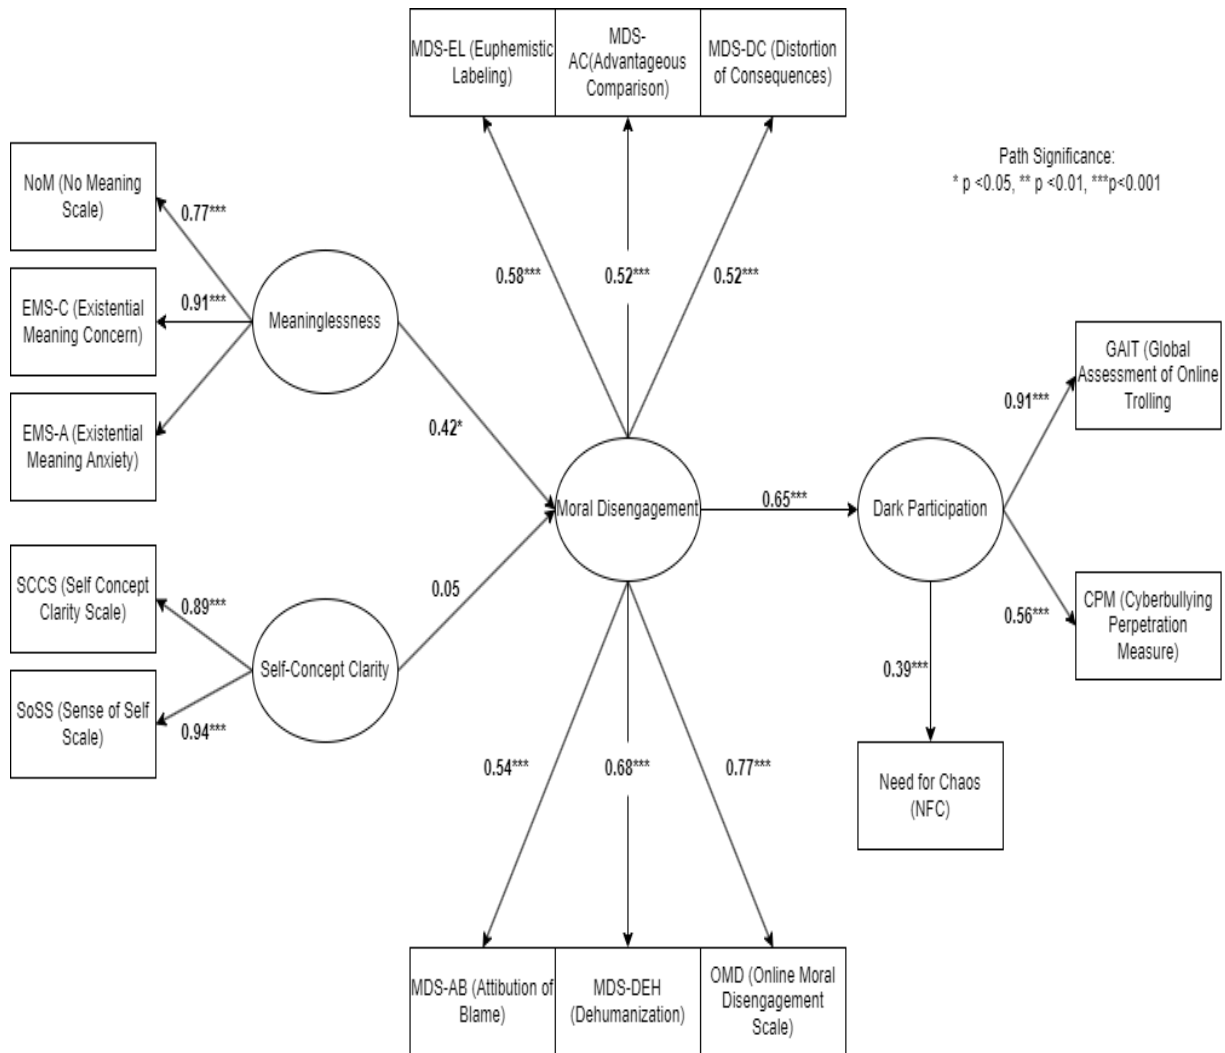 MDS-EL (Euphemistic
Labeling)
MDS-
AC(Advantageous
Comparison)
MDS-DC (Distortion
of Consequences)
Path Significance:
* p <0.05, ** p <0.01, ***p<0.001
NoM (No Meaning
Scale)
0.77***
EMS-C (Existential
Meaning Concern)
0.91***
EMS-A (Existential
Meaning Anxiety)
Meaninglessness
0.58***
0.52***
0.52***
0.42*
GAIT (Global
Assessment of Online
Trolling
0.91***
Moral Disengagement
0.65***
Dark Participation
SCCS (Self Concept
Clarity Scale)
0.89***
SoSS (Sense of Self
Scale)
0.94***
Self-Concept Clarity
0.05
CPM (Cyberbullying
Perpetration
Measure)
0.56***
0.39***
Need for Chaos
(NFC)
0.54***
0.68***
0.77***
MDS-AB (Attibution of
Blame)
MDS-DEH
(Dehumanization)
OMD (Online Moral
Disengagement
Scale)